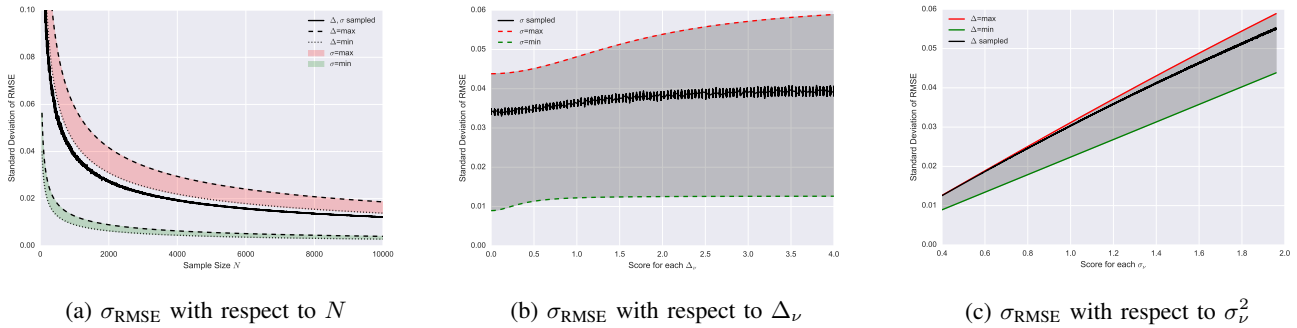 0.10
0.08
0.06
0.04
0.02
0.00
Standard Deviation of RMSE
Δ, σ sampled
Δ=max
Δ=min
σ=max
σ=min
0
2000
4000
6000
8000
10000
Sample Size N
(a) σ_RMSE with respect to N
0.06
0.05
0.04
0.03
0.02
0.01
0.00
Standard Deviation of RMSE
σ sampled
σ=max
σ=min
0.0
0.5
1.0
1.5
2.0
2.5
3.0
3.5
4.0
Score for each Δ_ν
(b) σ_RMSE with respect to Δ_ν
0.06
0.05
0.04
0.03
0.02
0.01
0.00
Standard Deviation of RMSE
Δ=max
Δ=min
Δ sampled
0.4
0.6
0.8
1.0
1.2
1.4
1.6
1.8
2.0
Score for each σ_ν
(c) σ_RMSE with respect to σ_ν^2